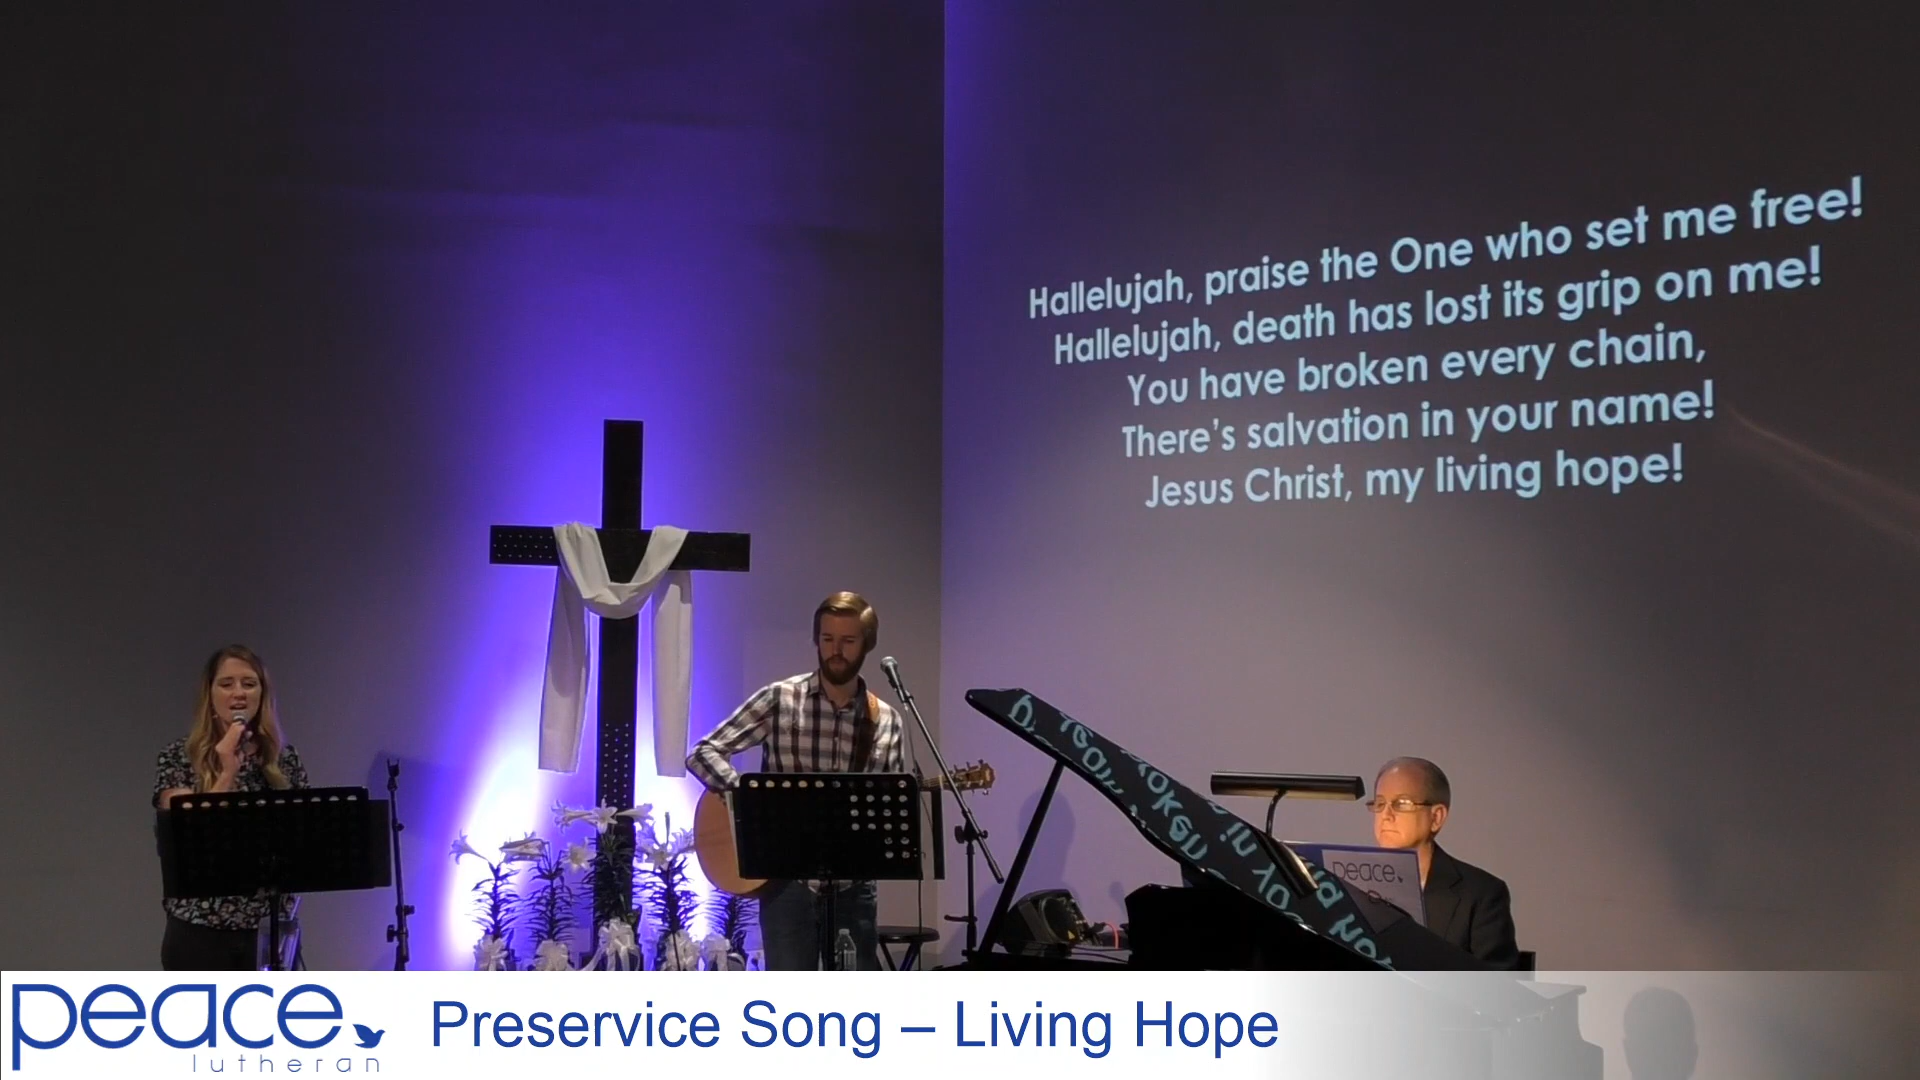 Hallelujah, praise the One who set me free!
Hallelujah, death has lost its grip on me!
You have broken every chain,
There's salvation in your name!
Jesus Christ, my living hope!
peace.
peace
lutheran
Preservice Song – Living Hope